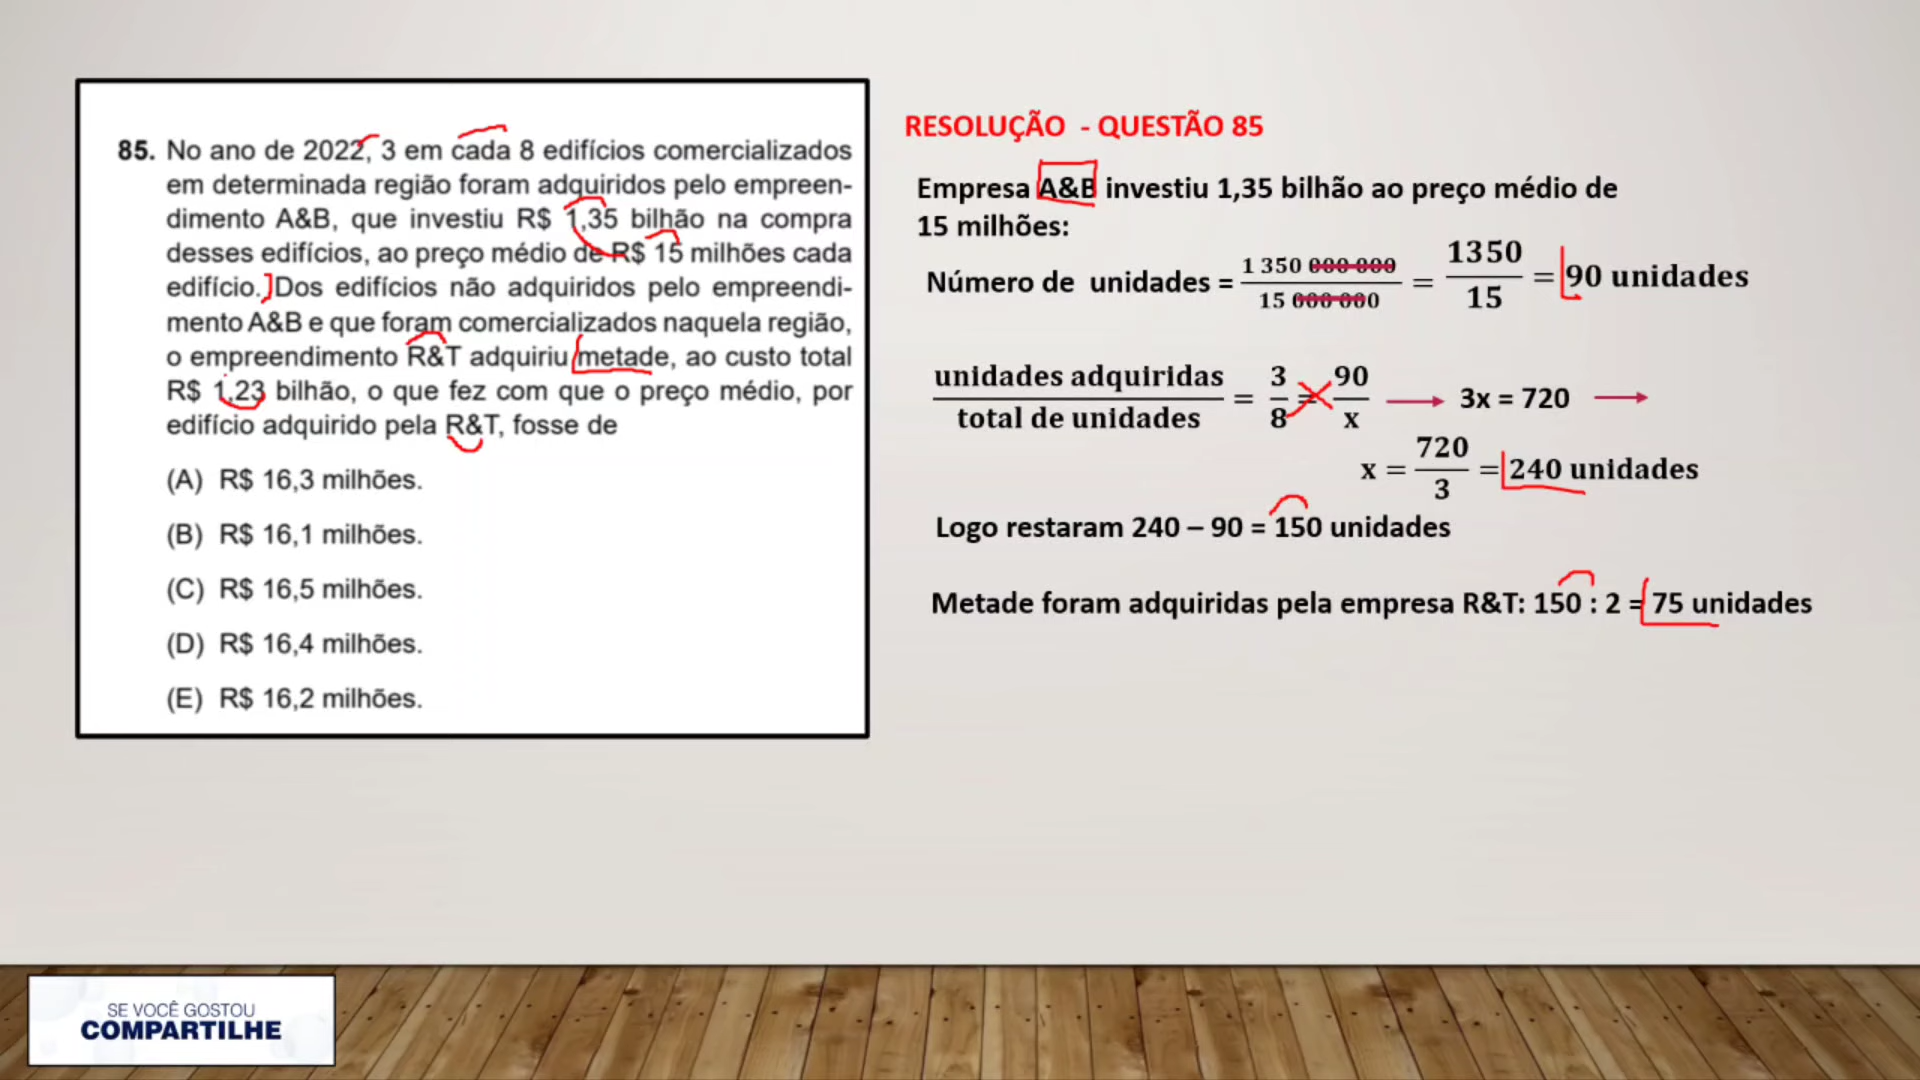 85. No ano de 2022, 3 em cada 8 edifícios comercializados
em determinada região foram adquiridos pelo empreen-
dimento A&B, que investiu R$ 1,35 bilhão na compra
desses edifícios, ao preço médio de R$ 15 milhões cada
edifício. Dos edifícios não adquiridos pelo empreendi-
mento A&B e que foram comercializados naquela região,
o empreendimento R&T adquiriu metade, ao custo total
R$ 1,23 bilhão, o que fez com que o preço médio, por
edifício adquirido pela R&T, fosse de
(A) R$ 16,3 milhões.
(B) R$ 16,1 milhões.
(C) R$ 16,5 milhões.
(D) R$ 16,4 milhões.
(E) R$ 16,2 milhões.
RESOLUÇÃO - QUESTÃO 85
Empresa A&B investiu 1,35 bilhão ao preço médio de
15 milhões:
Número de unidades = 1 350 000 000 / 15 000 000 = 1350 / 15 = 90 unidades
unidades adquiridas / total de unidades = 3 / 8 = 90 / x → 3x = 720 →
x = 720 / 3 = 240 unidades
Logo restaram 240 – 90 = 150 unidades
Metade foram adquiridas pela empresa R&T: 150 : 2 = 75 unidades
SE VOCÊ GOSTOU
COMPARTILHE